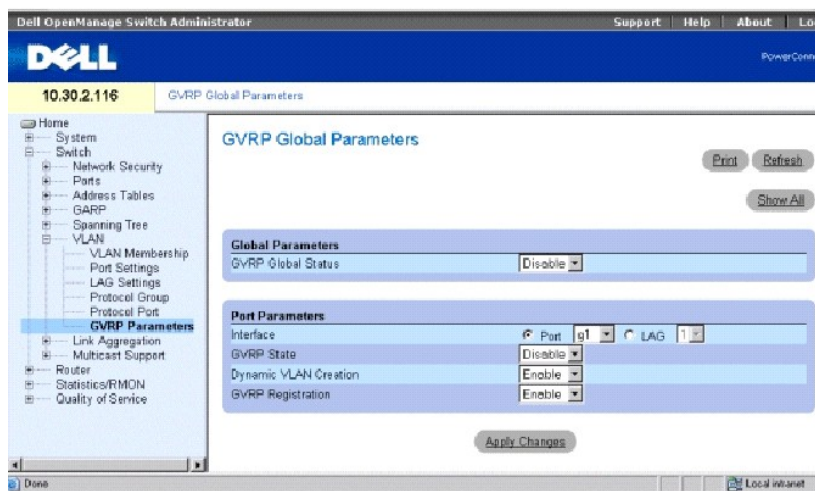 Dell OpenManage Switch Administrator
Support Help About Lo
DELL
PowerConn
10.30.2.116
GVRP Global Parameters
Home
System
Switch
Network Security
Ports
Address Tables
GARP
Spanning Tree
VLAN
VLAN Membership
Port Settings
LAG Settings
Protocol Group
Protocol Port
GVRP Parameters
Link Aggregation
Multicast Support
Router
Statistics/RMON
Quality of Service
GVRP Global Parameters
Print Refresh
Show All
Global Parameters
GVRP Global Status Disable
Port Parameters
Interface Port g1 LAG 1
GVRP State Disable
Dynamic VLAN Creation Enable
GVRP Registration Enable
Apply Changes
Done
Local intranet